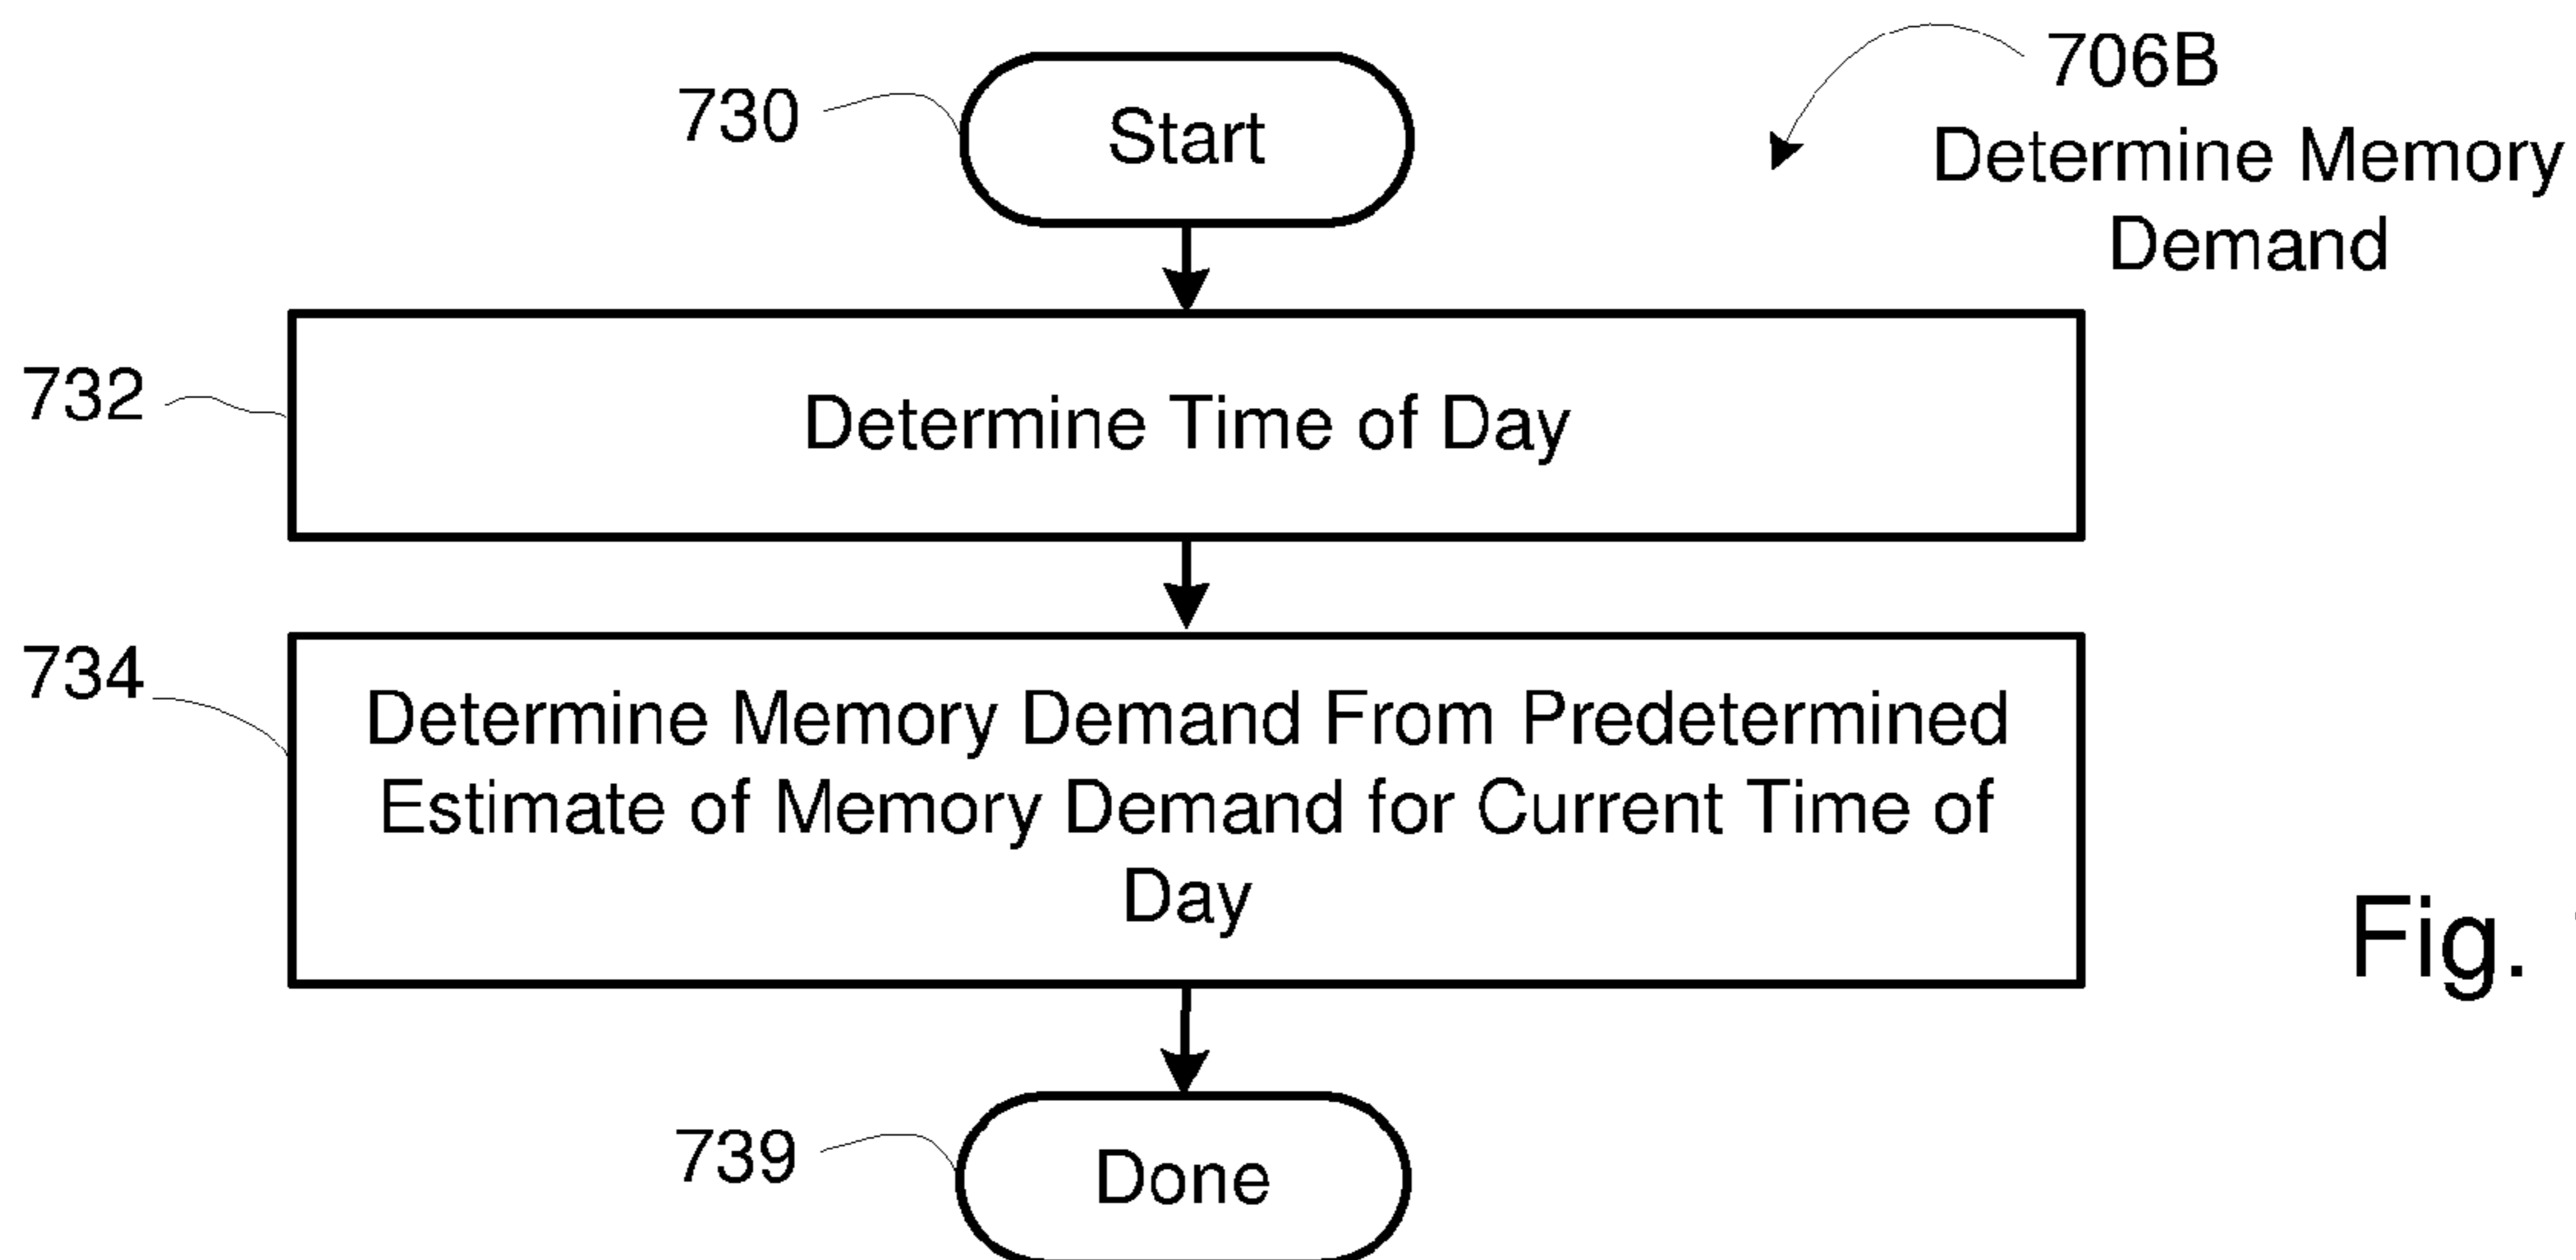 730
Start
706B
Determine Memory
Demand
732
Determine Time of Day
734
Determine Memory Demand From Predetermined
Estimate of Memory Demand for Current Time of
Day
Fig.
739
Done